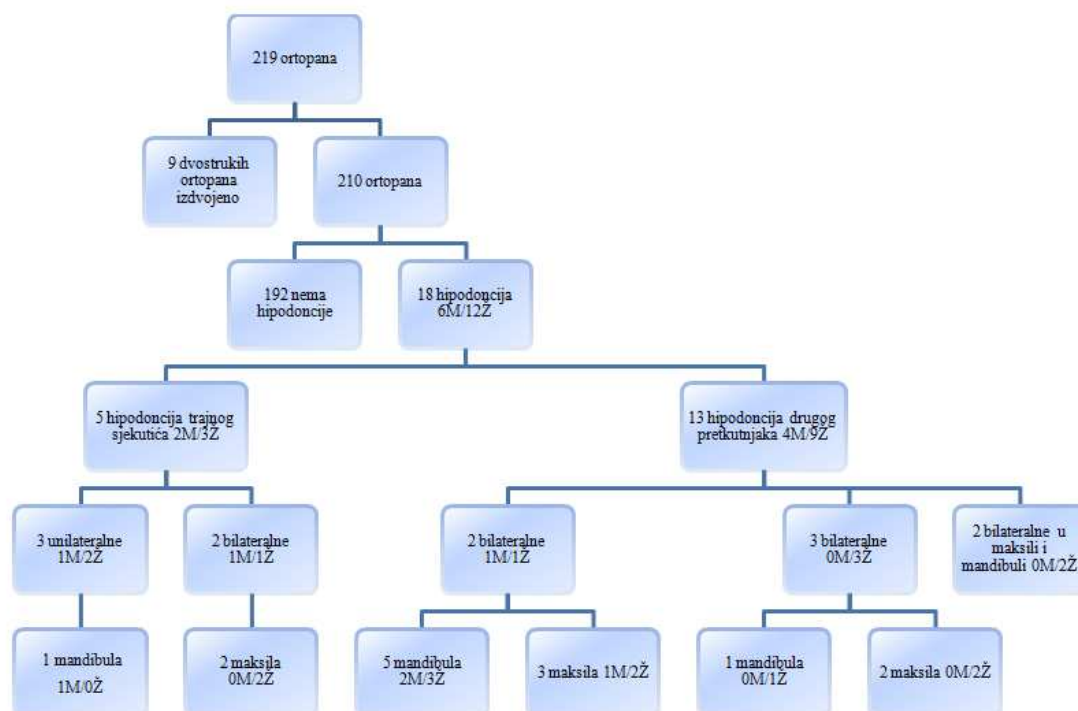 219 ortopana
9 dvostrukih
ortopana
izdvojeno
210 ortopana
192 nema
hipodoncije
18 hipodoncija
6M/12Ž
5 hipodoncija trajnog
sjekutića 2M/3Ž
13 hipodoncija drugog
pretkutnjaka 4M/9Ž
3 unilateralne
1M/2Ž
2 bilateralne
1M/1Ž
2 bilateralne
1M/1Ž
3 bilateralne
0M/3Ž
2 bilateralne u
maksili i
mandibuli 0M/2Ž
1 mandibula
1M/0Ž
2 maksila
0M/2Ž
5 mandibula
2M/3Ž
3 maksila 1M/2Ž
1 mandibula
0M/1Ž
2 maksila 0M/2Ž